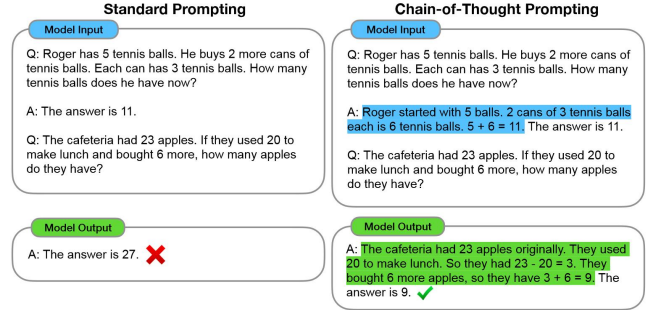 Standard Prompting
Model Input
Q: Roger has 5 tennis balls. He buys 2 more cans of
tennis balls. Each can has 3 tennis balls. How many
tennis balls does he have now?
A: The answer is 11.
Q: The cafeteria had 23 apples. If they used 20 to
make lunch and bought 6 more, how many apples
do they have?
Model Output
A: The answer is 27.
Chain-of-Thought Prompting
Model Input
Q: Roger has 5 tennis balls. He buys 2 more cans of
tennis balls. Each can has 3 tennis balls. How many
tennis balls does he have now?
A: Roger started with 5 balls. 2 cans of 3 tennis balls
each is 6 tennis balls. 5 + 6 = 11. The answer is 11.
Q: The cafeteria had 23 apples. If they used 20 to
make lunch and bought 6 more, how many apples
do they have?
Model Output
A: The cafeteria had 23 apples originally. They used
20 to make lunch. So they had 23 - 20 = 3. They
bought 6 more apples, so they have 3 + 6 = 9. The
answer is 9.